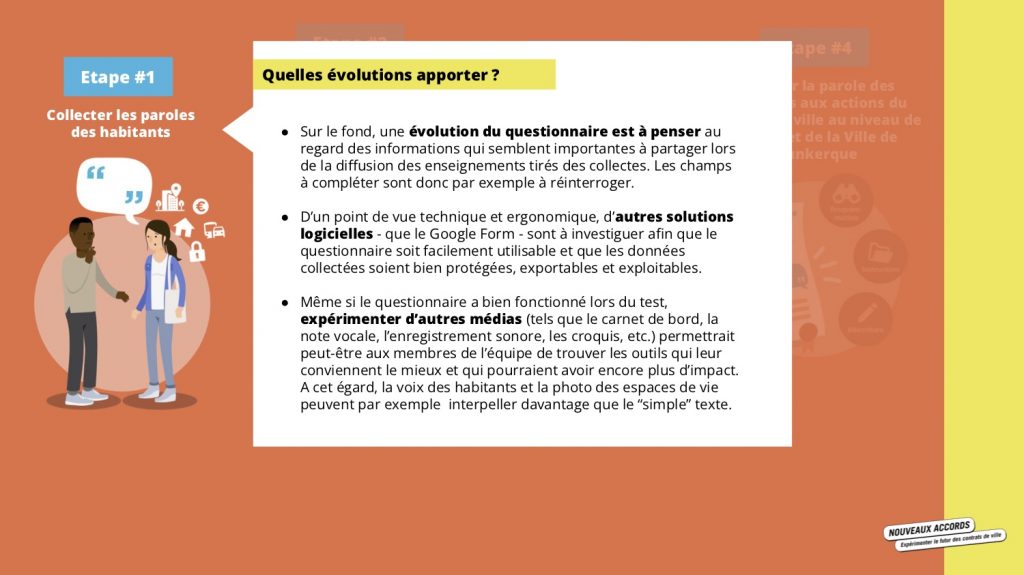 Etape #1
Collecter les paroles
des habitants
Quelles évolutions apporter ?
● Sur le fond, une évolution du questionnaire est à penser au
regard des informations qui semblent importantes à partager lors
de la diffusion des enseignements tirés des collectes. Les champs
à compléter sont donc par exemple à réinterroger.
● D’un point de vue technique et ergonomique, d’autres solutions
logicielles - que le Google Form - sont à investiguer afin que le
questionnaire soit facilement utilisable et que les données
collectées soient bien protégées, exportables et exploitables.
● Même si le questionnaire a bien fonctionné lors du test,
expérimenter d’autres médias (tels que le carnet de bord, la
note vocale, l’enregistrement sonore, les croquis, etc.) permettrait
peut-être aux membres de l’équipe de trouver les outils qui leur
conviennent le mieux et qui pourraient avoir encore plus d’impact.
A cet égard, la voix des habitants et la photo des espaces de vie
peuvent par exemple interpeller davantage que le “simple” texte.
#4
la parole des
aux actions du
ville au niveau de
et de la Ville de
NOUVEAUX ACCORDS
Expérimenter le futur des contrats de ville